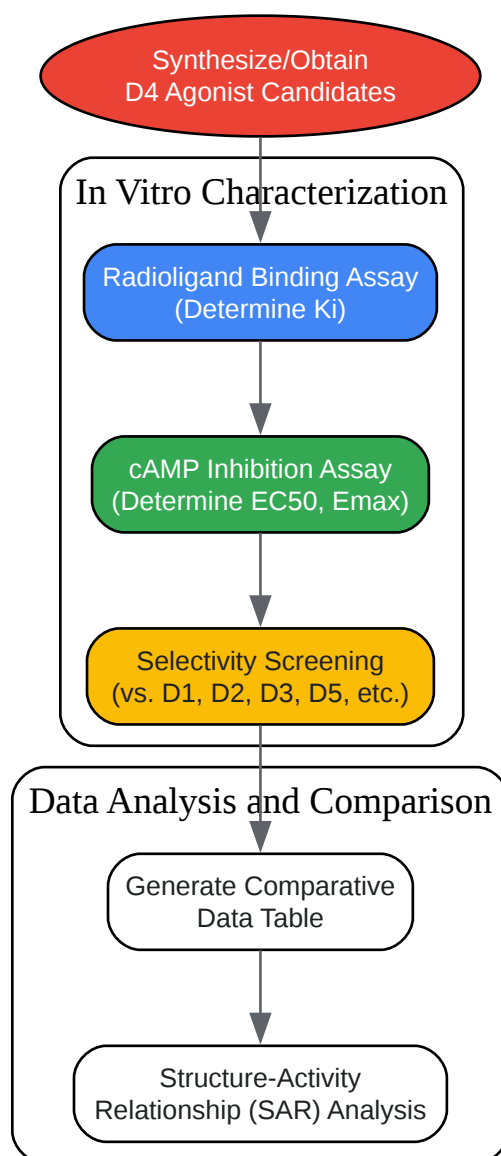 Synthesize/Obtain
D4 Agonist Candidates
In Vitro Characterization
Radioligand Binding Assay
(Determine Ki)
cAMP Inhibition Assay
(Determine EC50, Emax)
Selectivity Screening
(vs. D1, D2, D3, D5, etc.)
Data Analysis and Comparison
Generate Comparative
Data Table
Structure-Activity
Relationship (SAR) Analysis